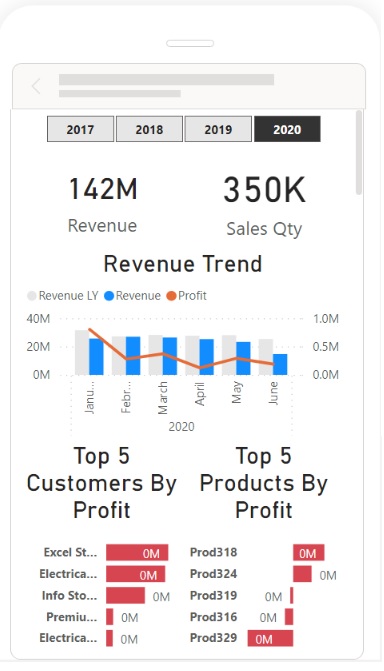 2017 2018 2019 2020
142M 350K
Revenue Sales Qty
Revenue Trend
Revenue LY Revenue Profit
40M 1.0M
20M 0.5M
0M 0.0M
Janu... Febr... March April May June
2020
Top 5 Top 5
Customers By Products By
Profit Profit
Excel St... 0M Prod318 0M
Electrica... 0M Prod324 0M
Info Sto... 0M Prod319 0M
Premiu... 0M Prod316 0M
Electrica... 0M Prod329 0M